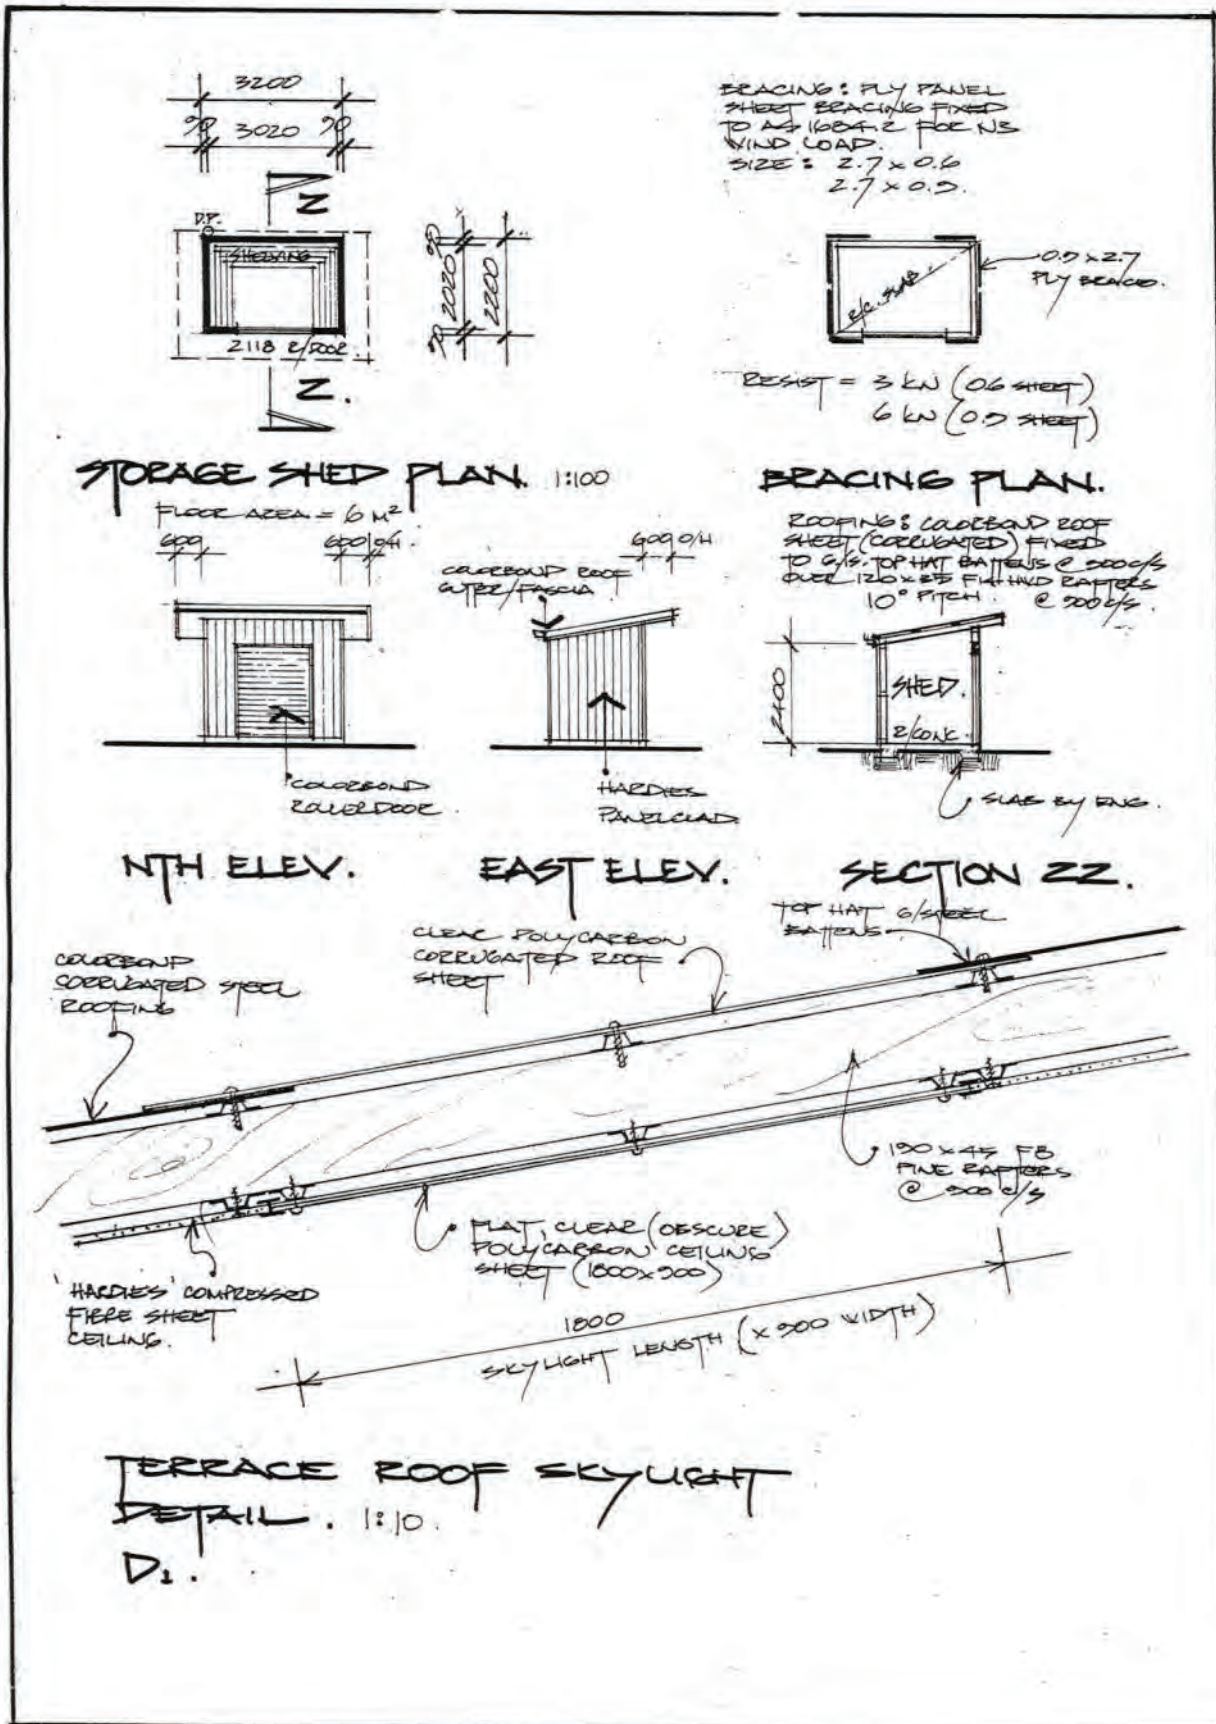 3200
90 3020 90
Z
D.P.
SHELVING
2118 R/DOOR
Z.
90 2020 90
2200
STORAGE SHED PLAN. 1:100
FLOOR AREA = 6 M²
BRACING: PLY PANEL
SHEET BRACING FIXED
TO AS 1684.2 FOR N3
WIND LOAD.
SIZE: 2.7 x 0.6
2.7 x 0.9.
R/C. SLAB.
0.9 x 2.7
PLY BRACING.
RESIST = 3 KN (0.6 SHEET)
6 KN (0.9 SHEET)
BRACING PLAN.
600
600 O/H
COLORBOND
ROLLERDOOR.
NTH ELEV.
COLORBOND ROOF
GUTTER/FASCIA
600 O/H
HARDIES
PANELCLAD
EAST ELEV.
ROOFING: COLORBOND ROOF
SHEET (CORRUGATED) FIXED
TO G/S. TOP HAT BATTENS @ 900 c/s
OVER 120 x 35 F14 HWD RAFTERS
10° PITCH. @ 900 c/s.
2400
SHED.
R/CONC.
SLAB BY ENG.
SECTION ZZ.
COLORBOND
CORRUGATED STEEL
ROOFING
CLEAR POLYCARBON
CORRUGATED ROOF
SHEET
TOP HAT G/STEEL
BATTENS
190 x 45 F8
PINE RAFTERS
@ 900 c/s
'HARDIES' COMPRESSED
FIBRE SHEET
CEILING.
FLAT, CLEAR (OBSCURE)
POLYCARBON CEILING
SHEET (1800x900)
1800
SKYLIGHT LENGTH (x 900 WIDTH)
TERRACE ROOF SKYLIGHT
DETAIL. 1:10.
D1.